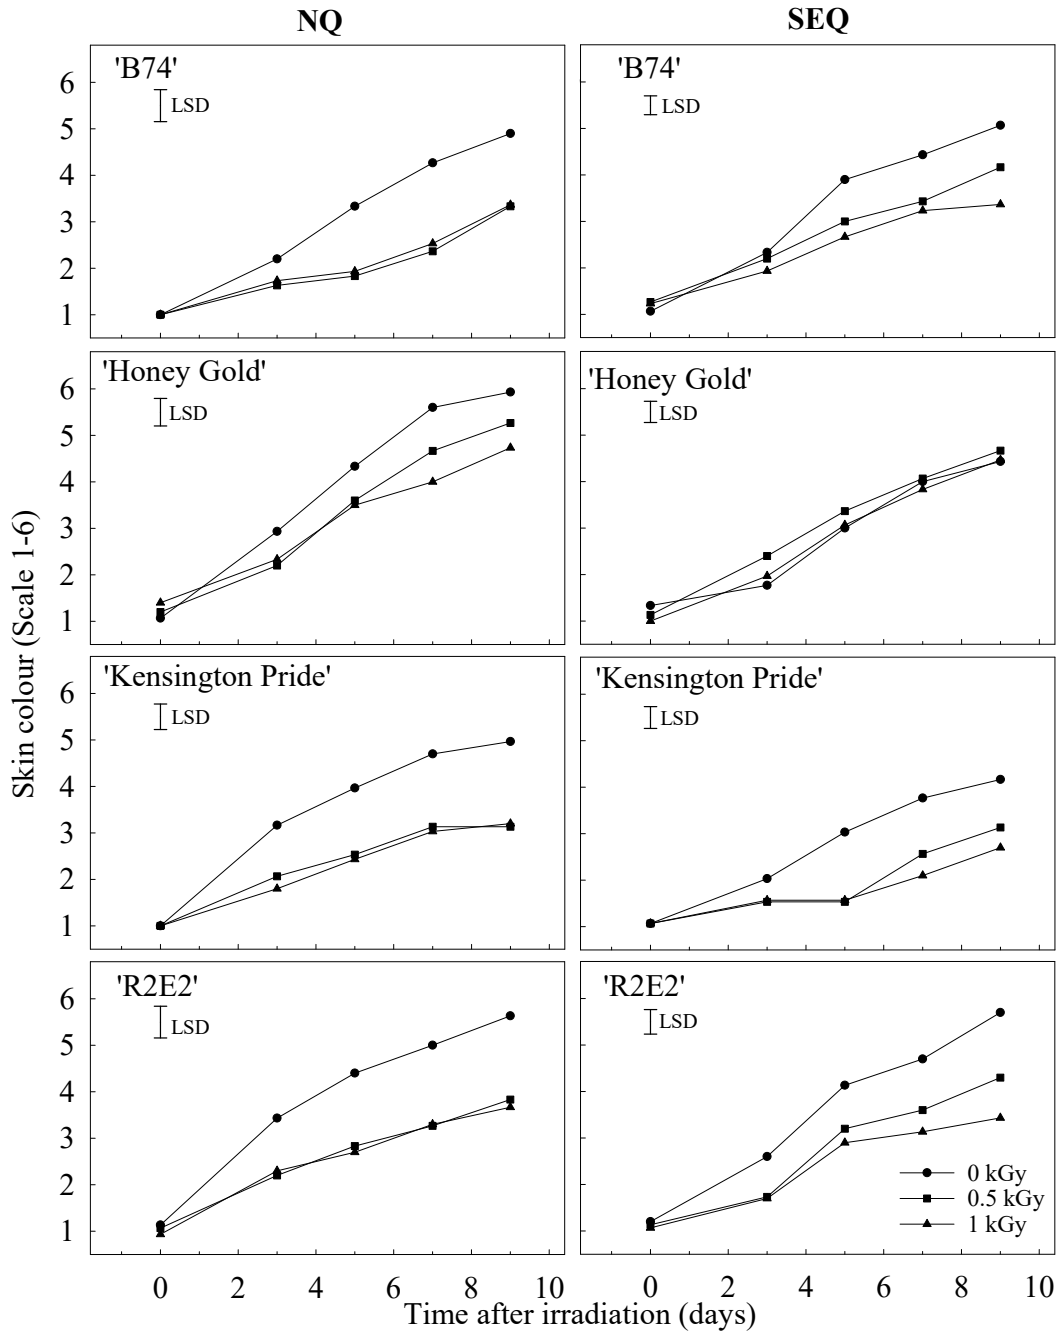 NQ
SEQ
'B74'
LSD
6
5
4
3
2
1
'B74'
LSD
'Honey Gold'
LSD
6
5
4
3
2
1
'Honey Gold'
LSD
Skin colour (Scale 1-6)
'Kensington Pride'
LSD
6
5
4
3
2
1
'Kensington Pride'
LSD
'R2E2'
LSD
6
5
4
3
2
1
'R2E2'
LSD
0 kGy
0.5 kGy
1 kGy
0 2 4 6 8 10
0 2 4 6 8 10
Time after irradiation (days)